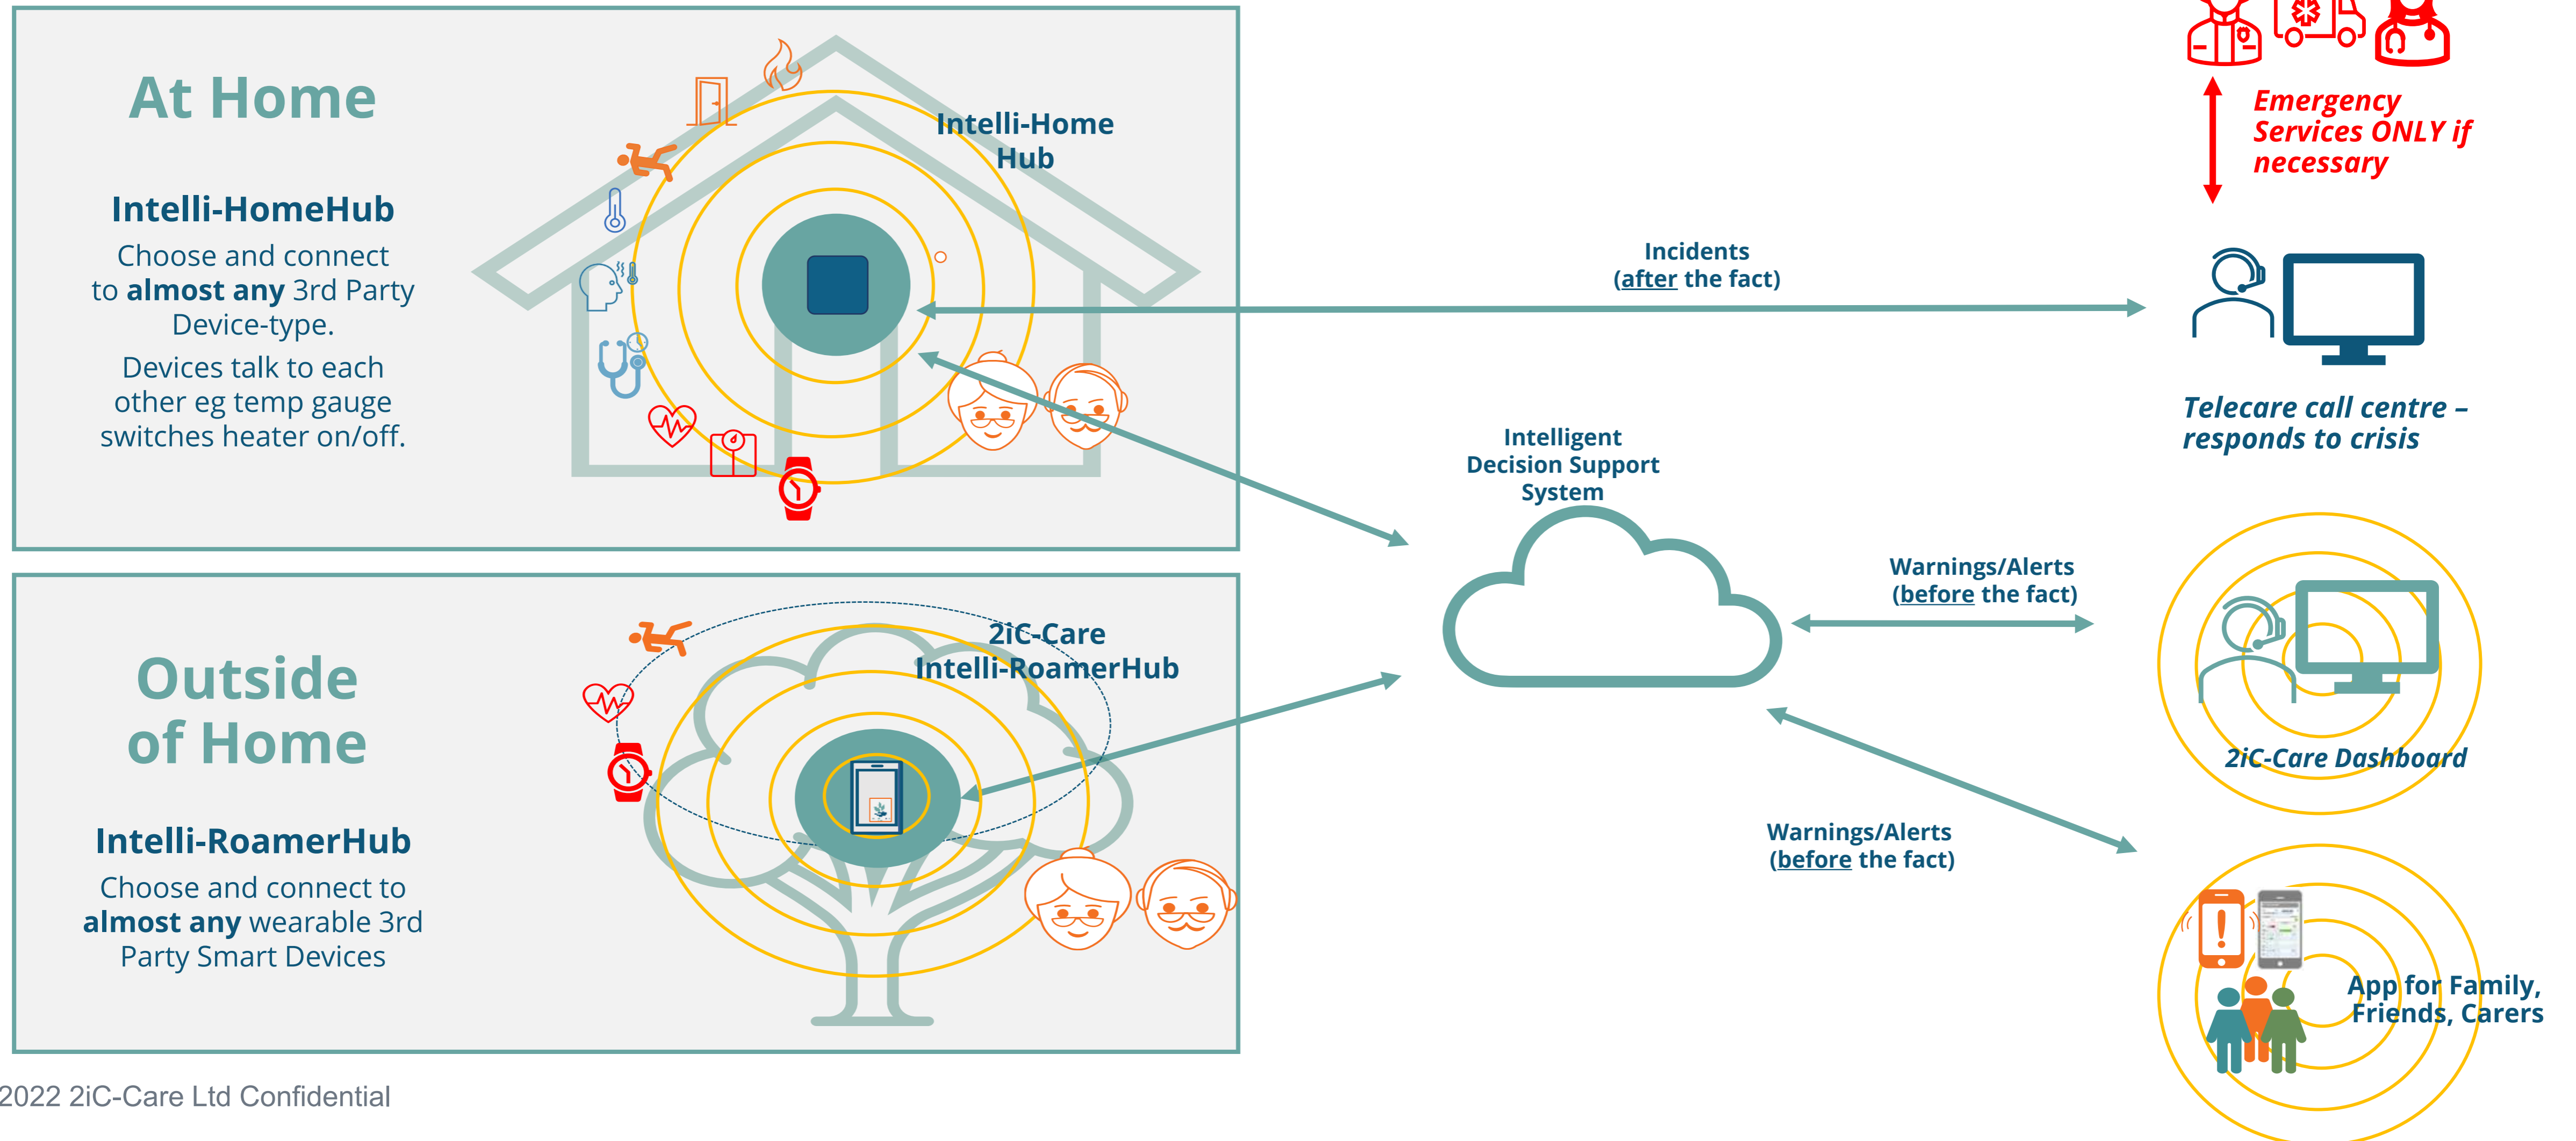 At Home
Intelli-HomeHub
Choose and connect
to almost any 3rd Party
Device-type.
Devices talk to each
other eg temp gauge
switches heater on/off.
Intelli-Home
Hub
Incidents
(after the fact)
Emergency
Services ONLY if
necessary
Telecare call centre –
responds to crisis
Intelligent
Decision Support
System
Warnings/Alerts
(before the fact)
2iC-Care Dashboard
Outside
of Home
Intelli-RoamerHub
Choose and connect to
almost any wearable 3rd
Party Smart Devices
2iC-Care
Intelli-RoamerHub
Warnings/Alerts
(before the fact)
App for Family,
Friends, Carers
2022 2iC-Care Ltd Confidential